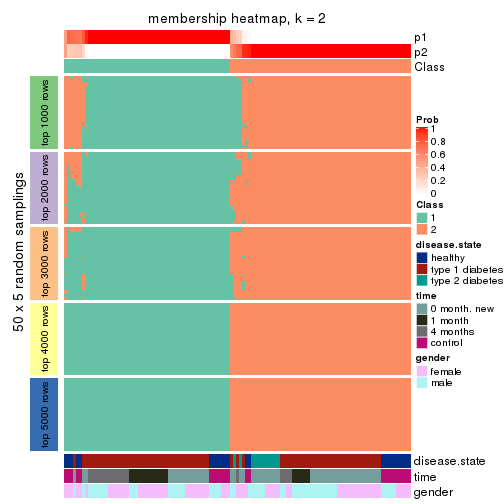 membership heatmap, k = 2
p1
p2
Class
50 x 5 random samplings
top 1000 rows
top 2000 rows
top 3000 rows
top 4000 rows
top 5000 rows
Prob
1
0.8
0.6
0.4
0.2
0
Class
1
2
disease.state
healthy
type 1 diabetes
type 2 diabetes
time
0 month. new
1 month
4 months
control
gender
female
male
disease.state
time
gender